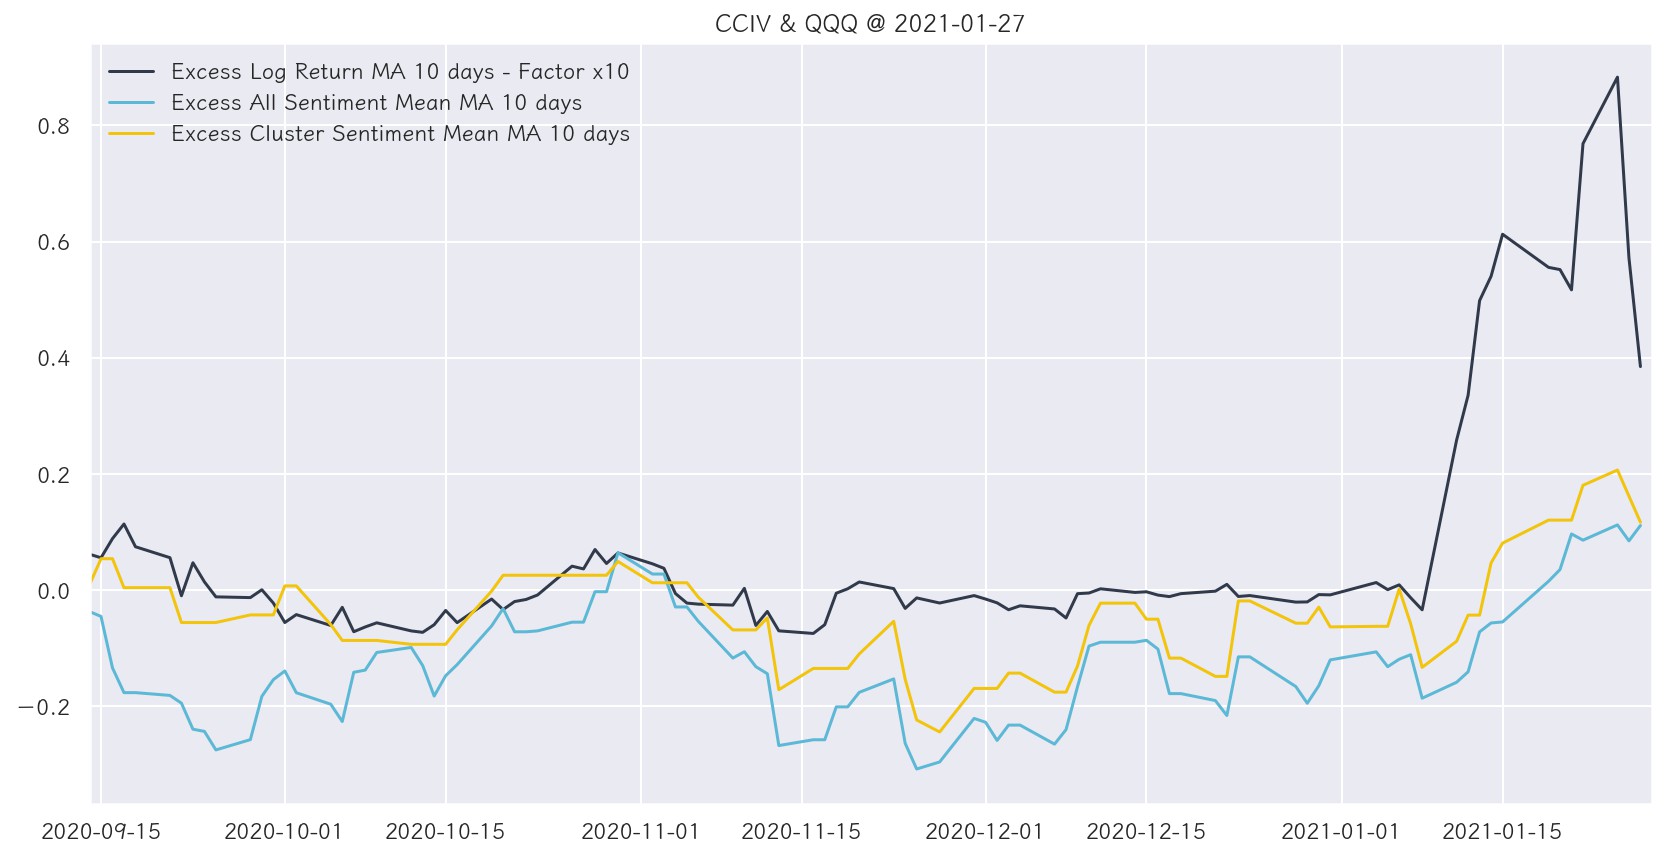 CCIV & QQQ @ 2021-01-27
Excess Log Return MA 10 days - Factor x10
Excess All Sentiment Mean MA 10 days
Excess Cluster Sentiment Mean MA 10 days
0.8
0.6
0.4
0.2
0.0
−0.2
2020-09-15 2020-10-01 2020-10-15 2020-11-01 2020-11-15 2020-12-01 2020-12-15 2021-01-01 2021-01-15